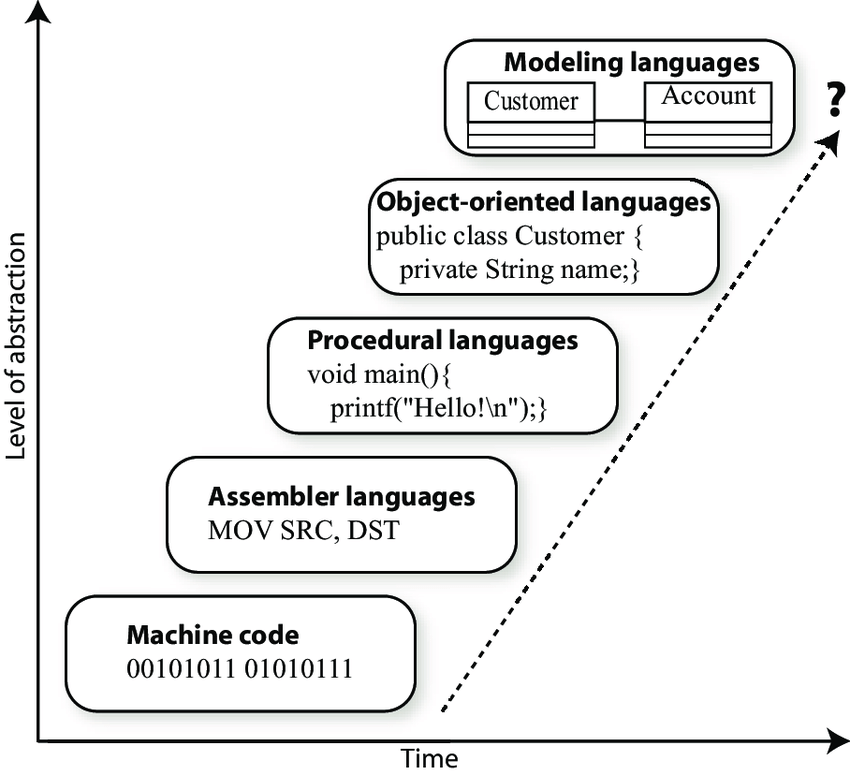 Modeling languages
Customer
Account
?
Object-oriented languages
public class Customer {
private String name;}
Procedural languages
void main(){
printf("Hello!\n");}
Assembler languages
MOV SRC, DST
Machine code
00101011 01010111
Level of abstraction
Time